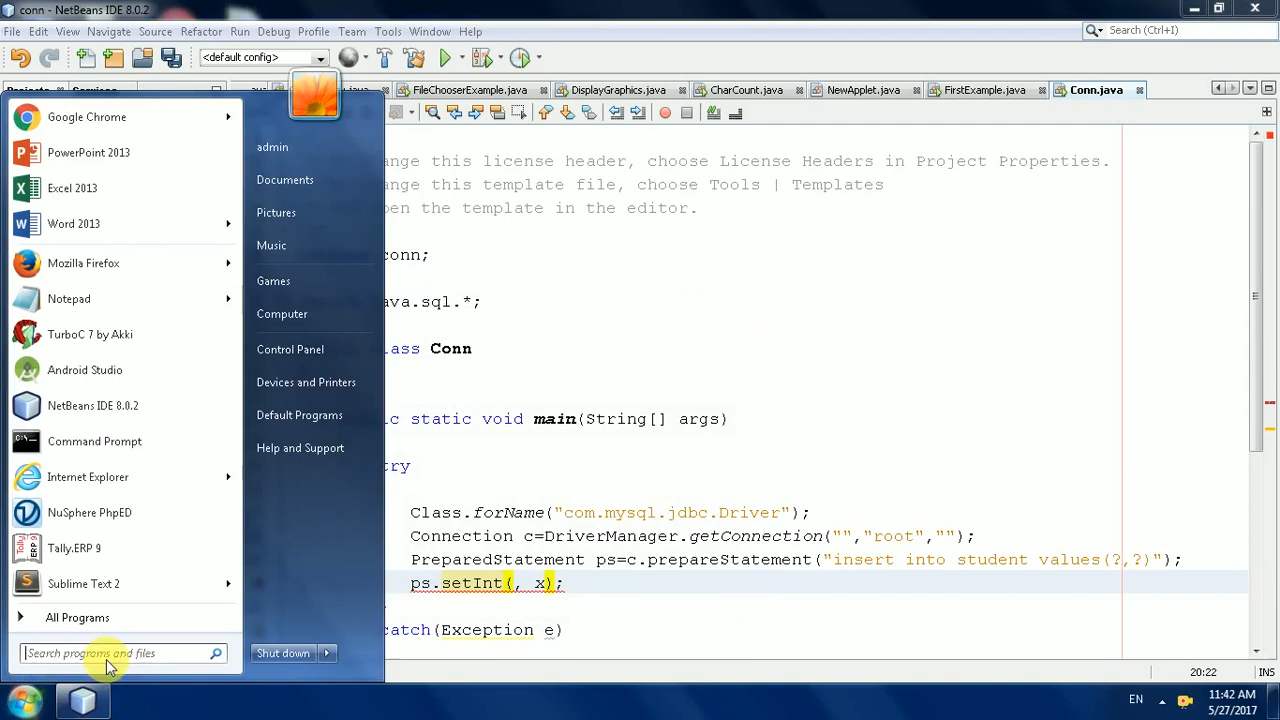 conn - NetBeans IDE 8.0.2
File Edit View Navigate Source Refactor Run Debug Profile Team Tools Window Help
Search (Ctrl+I)
<default config>
FileChooserExample.java DisplayGraphics.java CharCount.java NewApplet.java FirstExample.java Conn.java
ange this license header, choose License Headers in Project Properties.
ange this template file, choose Tools | Templates
pen the template in the editor.
onn;
ava.sql.*;
lass Conn
ic static void main(String[] args)
try
Class.forName("com.mysql.jdbc.Driver");
Connection c=DriverManager.getConnection("","root","");
PreparedStatement ps=c.prepareStatement("insert into student values(?,?)");
ps.setInt(, x);
catch(Exception e)
Google Chrome
PowerPoint 2013
Excel 2013
Word 2013
Mozilla Firefox
Notepad
TurboC 7 by Akki
Android Studio
NetBeans IDE 8.0.2
Command Prompt
Internet Explorer
NuSphere PhpED
Tally.ERP 9
Sublime Text 2
All Programs
Search programs and files
admin
Documents
Pictures
Music
Games
Computer
Control Panel
Devices and Printers
Default Programs
Help and Support
Shut down
20:22 INS
EN
11:42 AM
5/27/2017